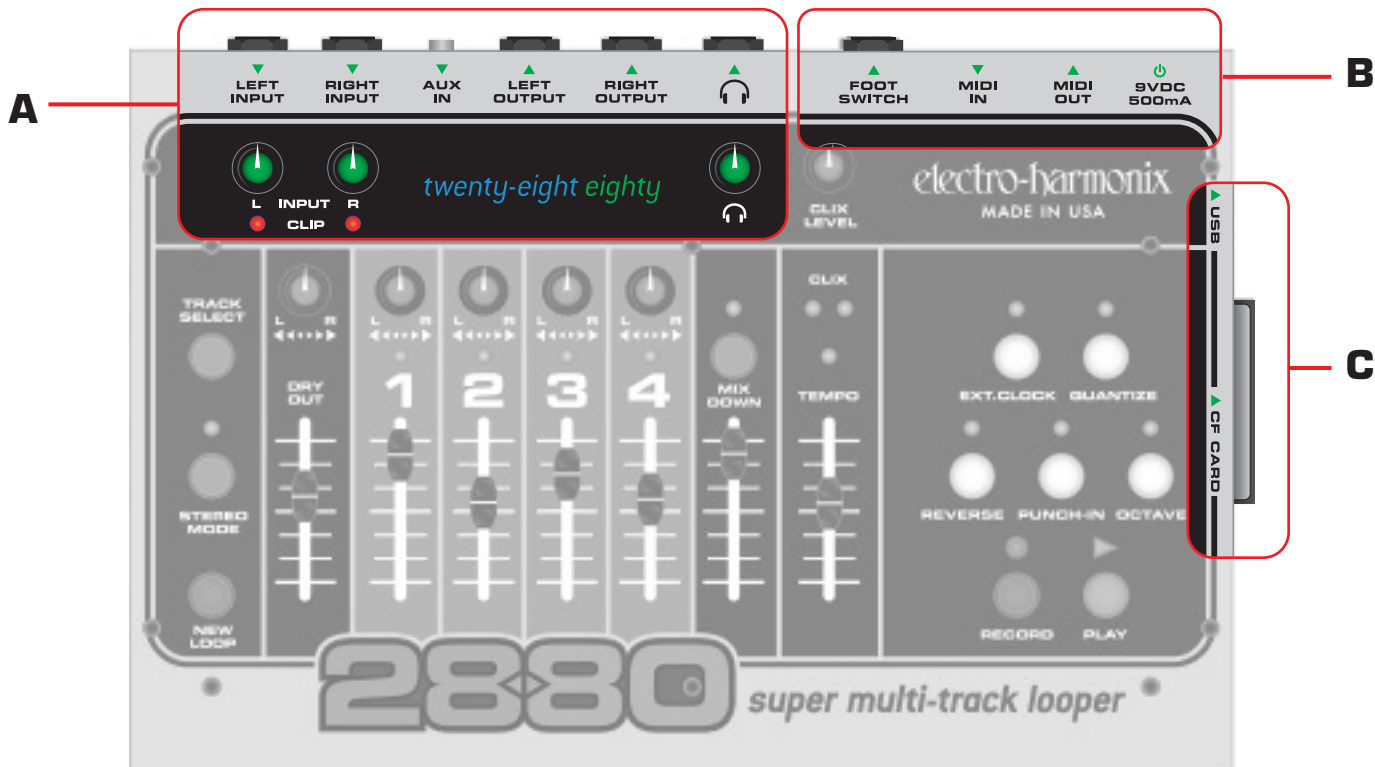 A
B
C
LEFT INPUT
RIGHT INPUT
AUX IN
LEFT OUTPUT
RIGHT OUTPUT
FOOT SWITCH
MIDI IN
MIDI OUT
9VDC 500mA
L INPUT R
CLIP
twenty-eight eighty
CLIX LEVEL
electro-harmonix
MADE IN USA
USB
CF CARD
TRACK SELECT
STEREO MODE
NEW LOOP
L R
DRY OUT
L R
1
L R
2
L R
3
L R
4
MIX DOWN
CLIX
TEMPO
EXT.CLOCK
QUANTIZE
REVERSE
PUNCH-IN
OCTAVE
RECORD
PLAY
2880
super multi-track looper